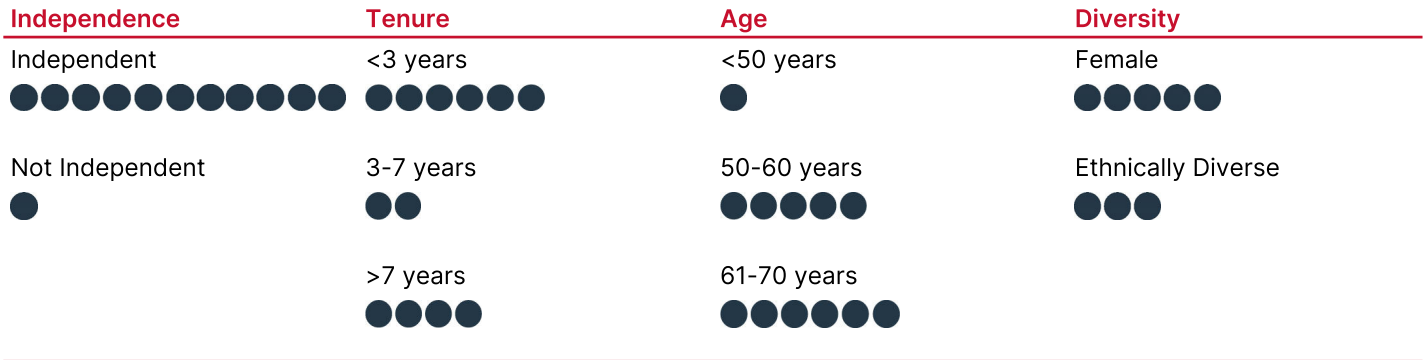 Independence Tenure Age Diversity
Independent <3 years <50 years Female
Not Independent 3-7 years 50-60 years Ethnically Diverse
>7 years 61-70 years